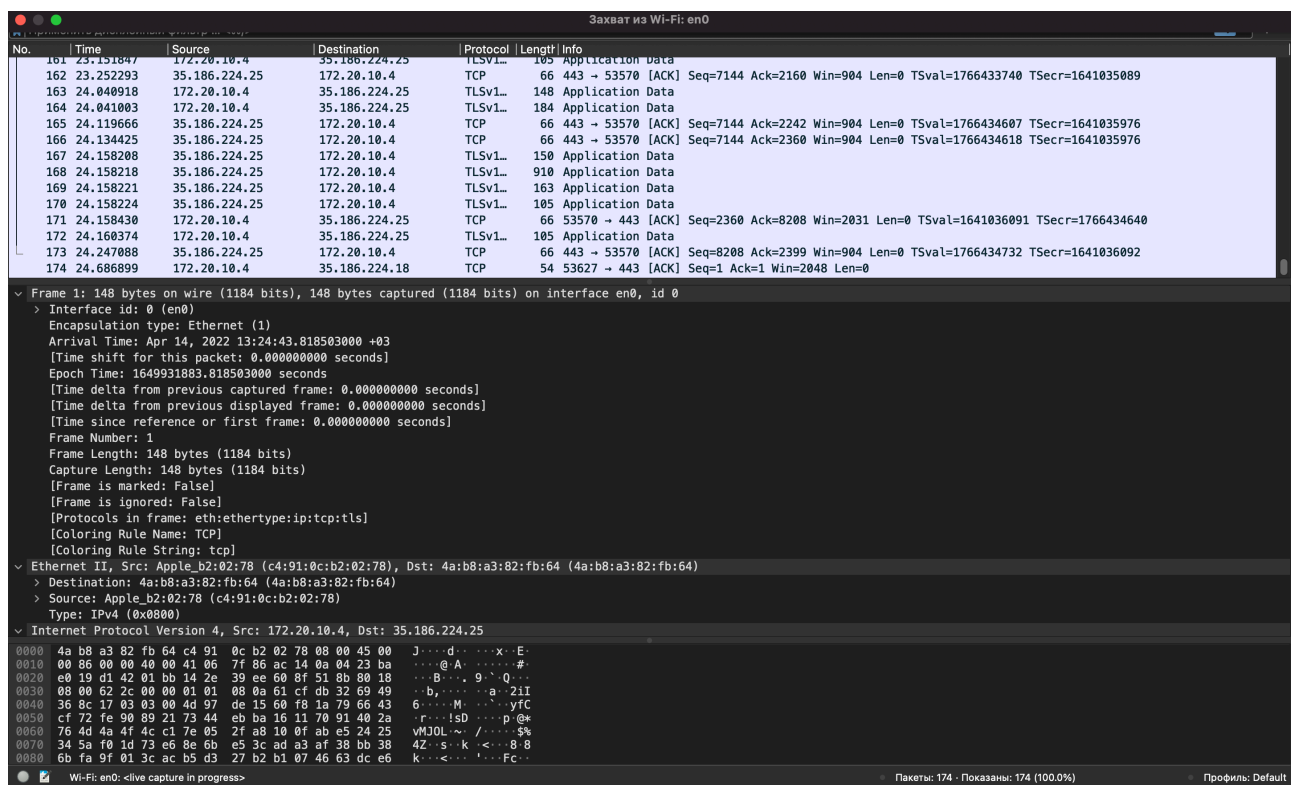 Захват из Wi-Fi: en0
No. Time Source Destination Protocol Length Info
161 23.151847 172.20.10.4 35.186.224.25 TLSv1… 105 Application Data
162 23.252293 35.186.224.25 172.20.10.4 TCP 66 443 → 53570 [ACK] Seq=7144 Ack=2160 Win=904 Len=0 TSval=1766433740 TSecr=1641035089
163 24.040918 172.20.10.4 35.186.224.25 TLSv1… 148 Application Data
164 24.041003 172.20.10.4 35.186.224.25 TLSv1… 184 Application Data
165 24.119666 35.186.224.25 172.20.10.4 TCP 66 443 → 53570 [ACK] Seq=7144 Ack=2242 Win=904 Len=0 TSval=1766434607 TSecr=1641035976
166 24.134425 35.186.224.25 172.20.10.4 TCP 66 443 → 53570 [ACK] Seq=7144 Ack=2360 Win=904 Len=0 TSval=1766434618 TSecr=1641035976
167 24.158208 35.186.224.25 172.20.10.4 TLSv1… 150 Application Data
168 24.158218 35.186.224.25 172.20.10.4 TLSv1… 910 Application Data
169 24.158221 35.186.224.25 172.20.10.4 TLSv1… 163 Application Data
170 24.158224 35.186.224.25 172.20.10.4 TLSv1… 105 Application Data
171 24.158430 172.20.10.4 35.186.224.25 TCP 66 53570 → 443 [ACK] Seq=2360 Ack=8208 Win=2031 Len=0 TSval=1641036091 TSecr=1766434640
172 24.160374 172.20.10.4 35.186.224.25 TLSv1… 105 Application Data
173 24.247088 35.186.224.25 172.20.10.4 TCP 66 443 → 53570 [ACK] Seq=8208 Ack=2399 Win=904 Len=0 TSval=1766434732 TSecr=1641036092
174 24.686899 172.20.10.4 35.186.224.18 TCP 54 53627 → 443 [ACK] Seq=1 Ack=1 Win=2048 Len=0
Frame 1: 148 bytes on wire (1184 bits), 148 bytes captured (1184 bits) on interface en0, id 0
Interface id: 0 (en0)
Encapsulation type: Ethernet (1)
Arrival Time: Apr 14, 2022 13:24:43.818503000 +03
[Time shift for this packet: 0.000000000 seconds]
Epoch Time: 1649931883.818503000 seconds
[Time delta from previous captured frame: 0.000000000 seconds]
[Time delta from previous displayed frame: 0.000000000 seconds]
[Time since reference or first frame: 0.000000000 seconds]
Frame Number: 1
Frame Length: 148 bytes (1184 bits)
Capture Length: 148 bytes (1184 bits)
[Frame is marked: False]
[Frame is ignored: False]
[Protocols in frame: eth:ethertype:ip:tcp:tls]
[Coloring Rule Name: TCP]
[Coloring Rule String: tcp]
Ethernet II, Src: Apple_b2:02:78 (c4:91:0c:b2:02:78), Dst: 4a:b8:a3:82:fb:64 (4a:b8:a3:82:fb:64)
Destination: 4a:b8:a3:82:fb:64 (4a:b8:a3:82:fb:64)
Source: Apple_b2:02:78 (c4:91:0c:b2:02:78)
Type: IPv4 (0x0800)
Internet Protocol Version 4, Src: 172.20.10.4, Dst: 35.186.224.25
0000 4a b8 a3 82 fb 64 c4 91 0c b2 02 78 08 00 45 00 J····d·· ···x··E·
0010 00 86 00 00 40 00 41 06 7f 86 ac 14 0a 04 23 ba ····@·A· ······#·
0020 e0 19 d1 42 01 bb 14 2e 39 ee 60 8f 51 8b 80 18 ···B···. 9·`·Q···
0030 08 00 62 2c 00 00 01 01 08 0a 61 cf db 32 69 49 ··b,···· ··a··2iI
0040 36 8c 17 03 03 00 4d 97 de 15 60 f8 1a 79 66 43 6·····M· ··`··yfC
0050 cf 72 fe 90 89 21 73 44 eb ba 16 11 70 91 40 2a ·r···!sD ····p·@*
0060 76 4d 4a 4f 4c c1 7e 05 2f a8 10 0f ab e5 24 25 vMJOL·~· /·····$%
0070 34 5a f0 1d 73 e6 8e 6b e5 3c ad a3 af 38 bb 38 4Z··s··k ·<···8·8
0080 6b fa 9f 01 3c ac b5 d3 27 b2 b1 07 46 63 dc e6 k···<··· '···Fc··
Wi-Fi: en0: <live capture in progress> Пакеты: 174 · Показаны: 174 (100.0%) Профиль: Default